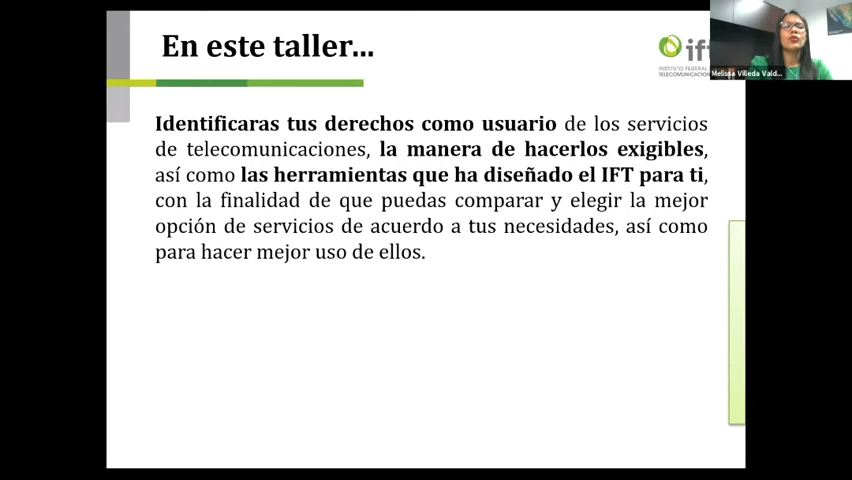 En este taller...
ift
INSTITUTO FEDERAL
TELECOMUNICACION
Melissa Villeda Vald...
Identificaras tus derechos como usuario de los servicios
de telecomunicaciones, la manera de hacerlos exigibles,
así como las herramientas que ha diseñado el IFT para ti,
con la finalidad de que puedas comparar y elegir la mejor
opción de servicios de acuerdo a tus necesidades, así como
para hacer mejor uso de ellos.